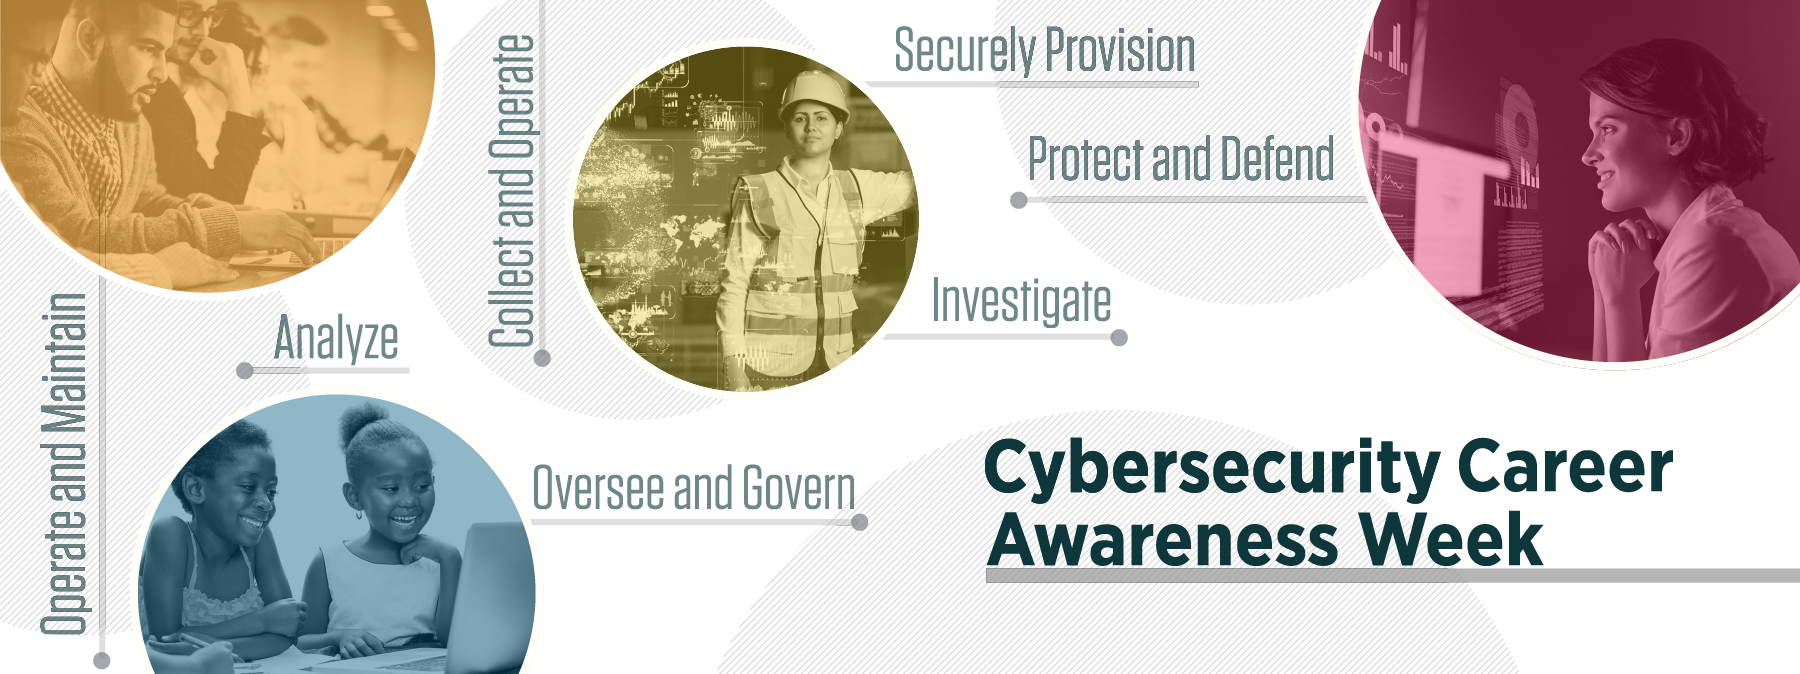 Collect and Operate
Securely Provision
Protect and Defend
Investigate
Analyze
Operate and Maintain
Oversee and Govern
Cybersecurity Career
Awareness Week